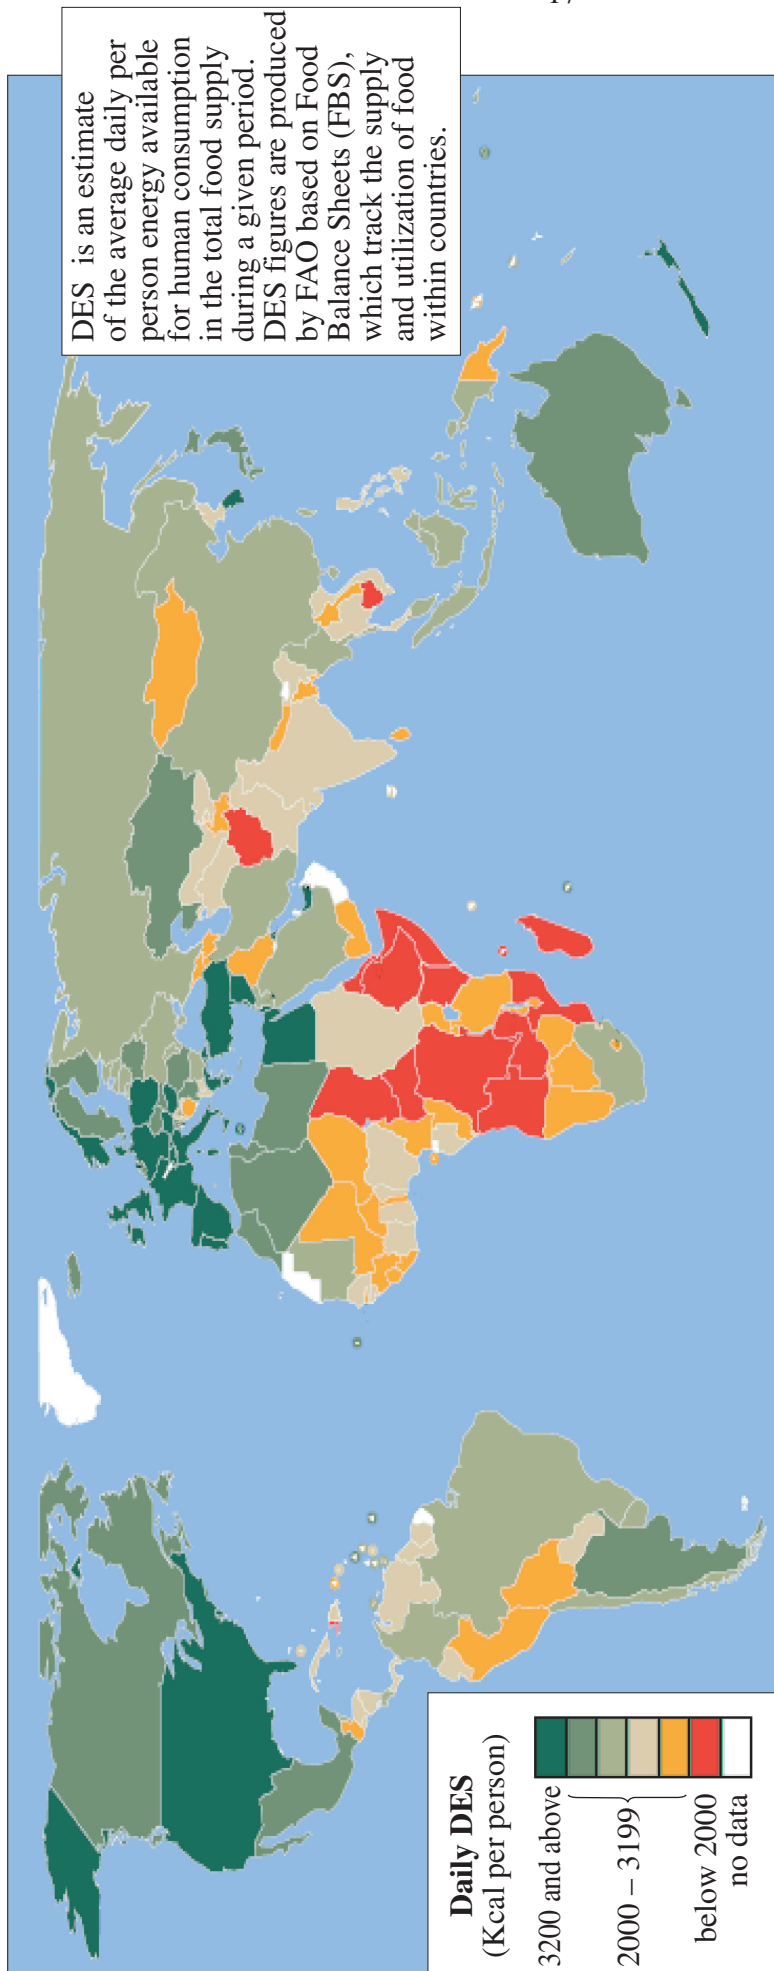 DES is an estimate
of the average daily per
person energy available
for human consumption
in the total food supply
during a given period.
DES figures are produced
by FAO based on Food
Balance Sheets (FBS),
which track the supply
and utilization of food
within countries.
Daily DES
(Kcal per person)
3200 and above
2000 – 3199
below 2000
no data